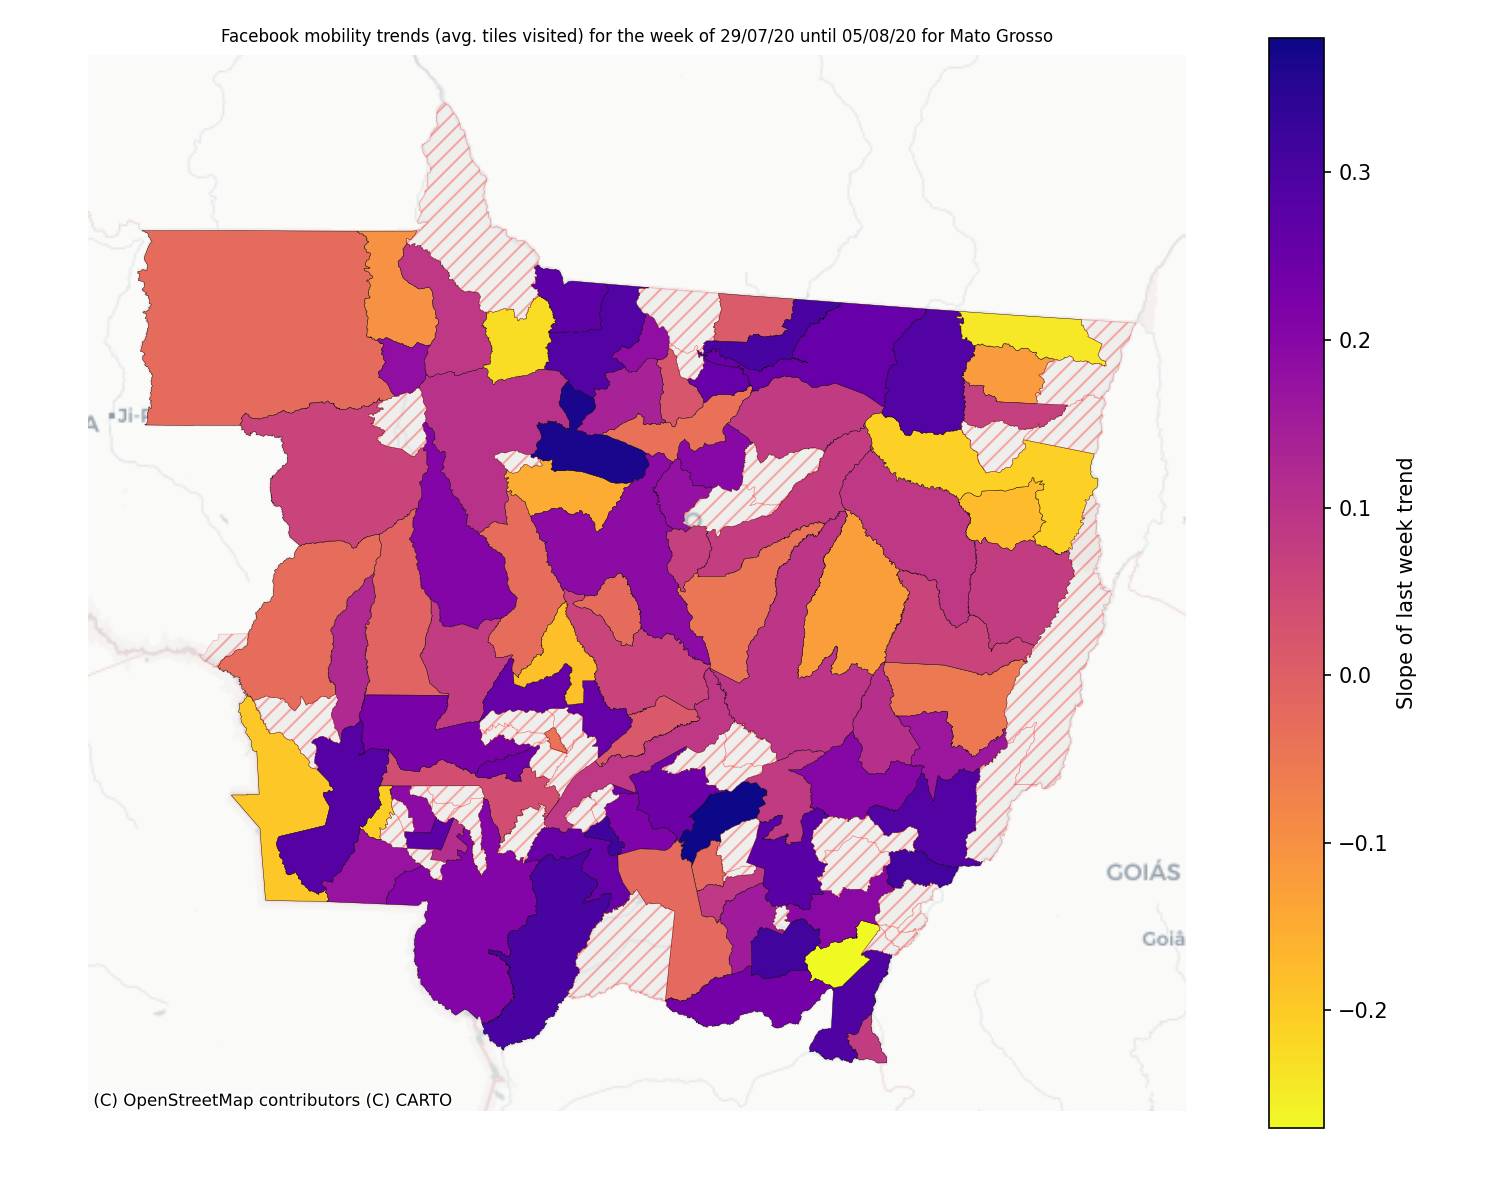 Facebook mobility trends (avg. tiles visited) for the week of 29/07/20 until 05/08/20 for Mato Grosso
0.3
0.2
0.1
0.0
−0.1
−0.2
Slope of last week trend
Ji-P
GOIÁS
Goiâ
(C) OpenStreetMap contributors (C) CARTO